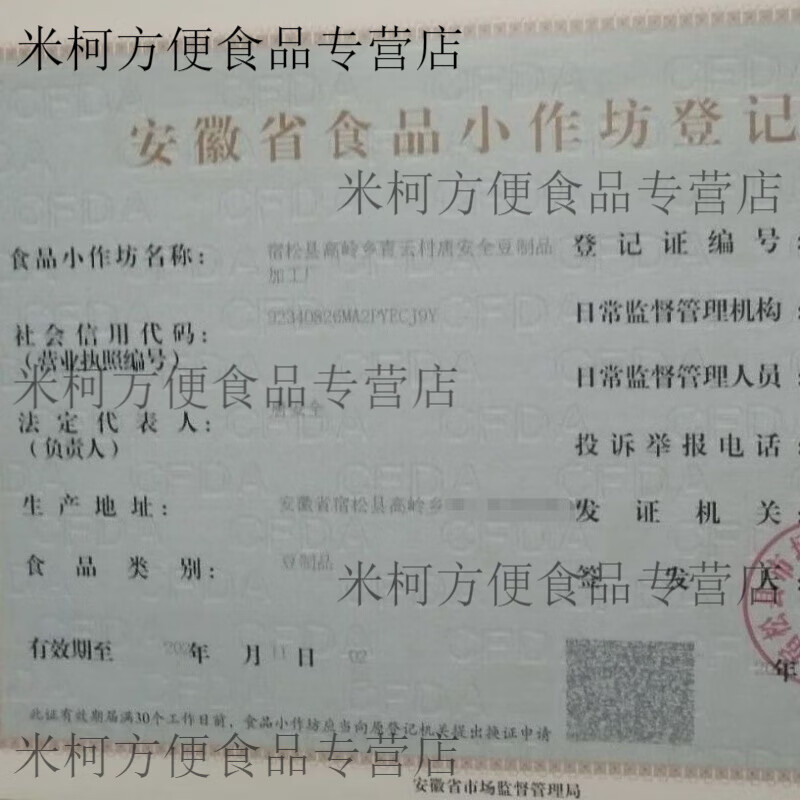 米柯方便食品专营店
安徽省食品小作坊登记
米柯方便食品专营店
食品小作坊名称：
宿松县高岭乡青云村唐安全豆制品
加工厂
登记证编号：
社会信用代码：
（营业执照编号）
92340826MA2PYECJ9Y
日常监督管理机构：
米柯方便食品专营店
日常监督管理人员：
法定代表人：
（负责人）
唐安全
投诉举报电话：
生产地址：
安徽省宿松县高岭乡
发证机关：
食品类别：
豆制品
米柯方便食品专营店
签发人：
有效期至
年 月 11 日 02
年
此证有效期届满30个工作日前，食品小作坊应当向原登记机关提出换证申请
米柯方便食品专营店
安徽省市场监督管理局